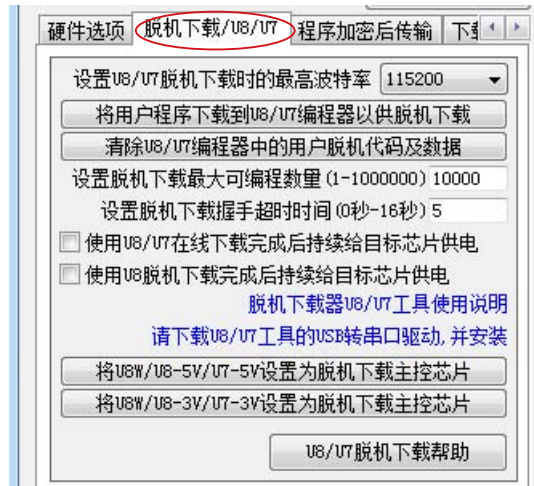 硬件选项 脱机下载/U8/U7 程序加密后传输
设置U8/U7脱机下载时的最高波特率 115200
将用户程序下载到U8/U7编程器以供脱机下载
清除U8/U7编程器中的用户脱机代码及数据
设置脱机下载最大可编程数量(1-1000000) 10000
设置脱机下载握手超时时间(0秒-16秒) 5
使用U8/U7在线下载完成后持续给目标芯片供电
使用U8脱机下载完成后持续给目标芯片供电
脱机下载器U8/U7工具使用说明
请下载U8/U7工具的USB转串口驱动,并安装
将U8W/U8-5V/U7-5V设置为脱机下载主控芯片
将U8W/U8-3V/U7-3V设置为脱机下载主控芯片
U8/U7脱机下载帮助